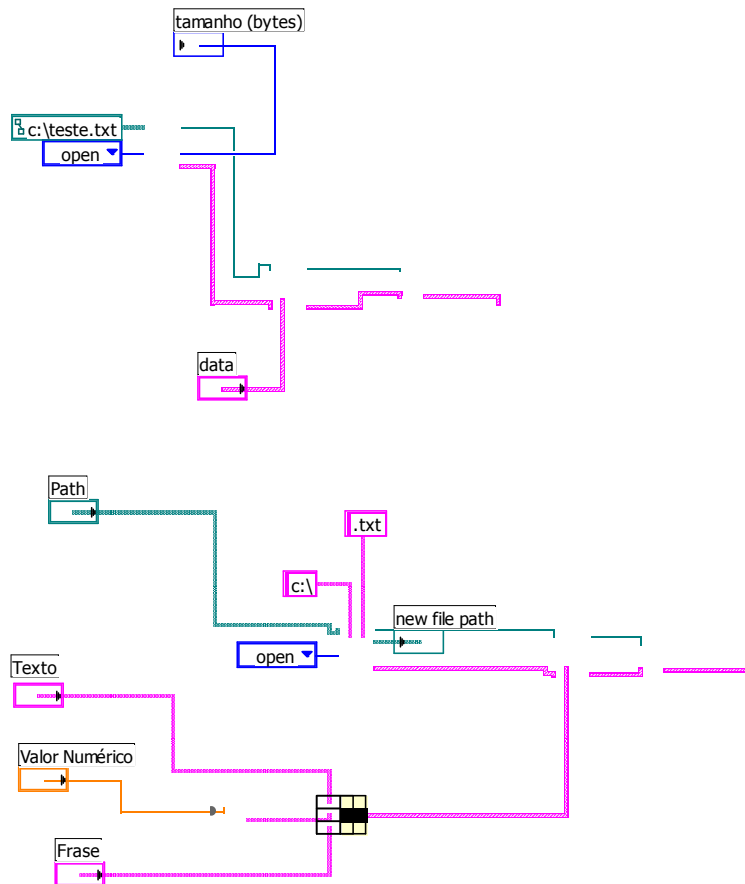 tamanho (bytes)
c:\teste.txt
open
data
Path
.txt
c:\
new file path
open
Texto
Valor Numérico
Frase